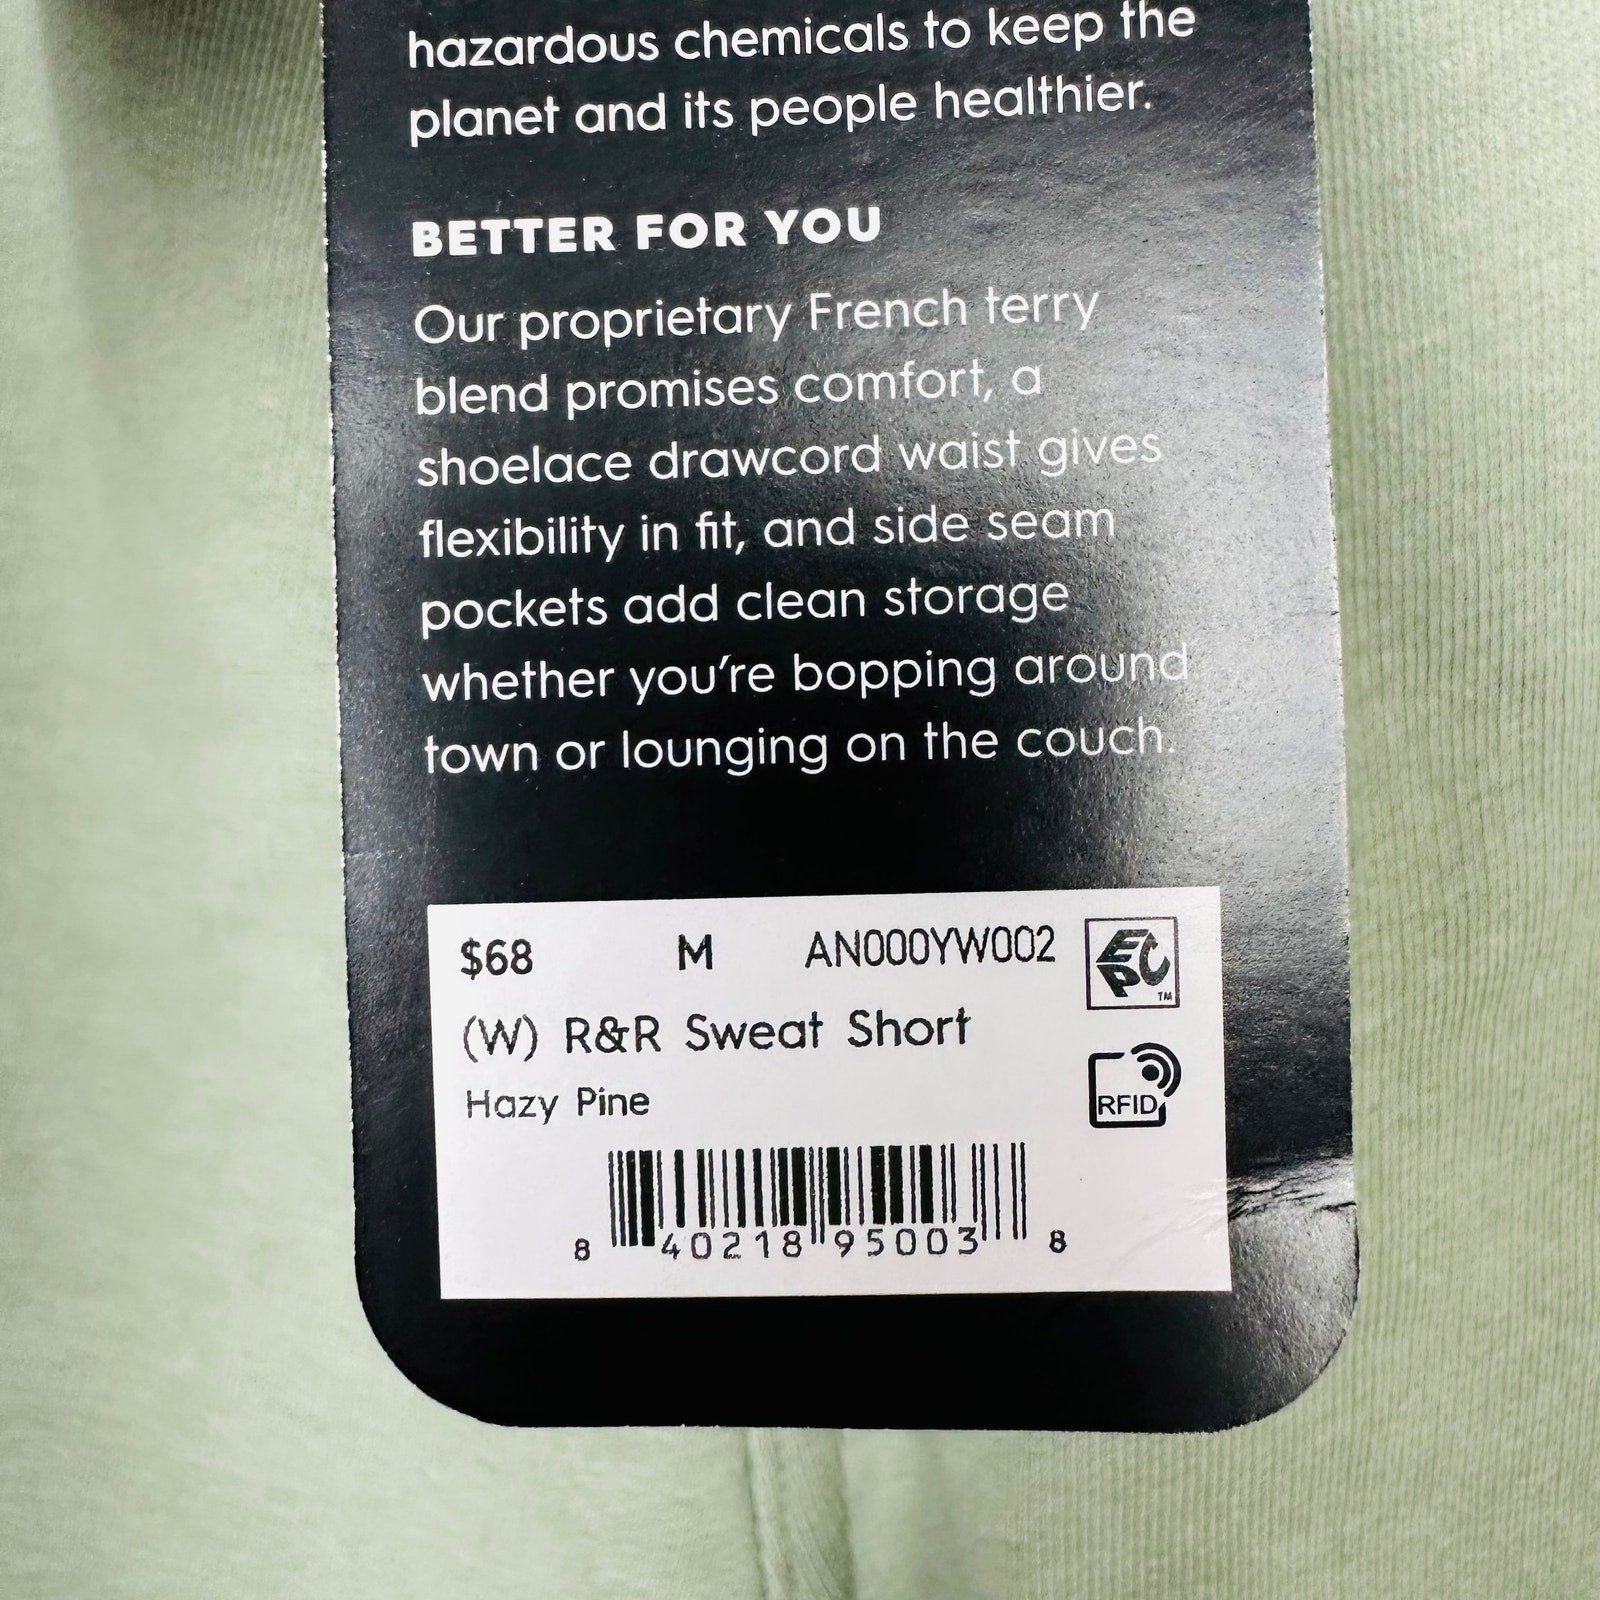 hazardous chemicals to keep the
planet and its people healthier.
BETTER FOR YOU
Our proprietary French terry
blend promises comfort, a
shoelace drawcord waist gives
flexibility in fit, and side seam
pockets add clean storage
whether you're bopping around
town or lounging on the couch.
$68 M AN000YW002
EPC TM
(W) R&R Sweat Short
Hazy Pine
RFID
8 40218 95003 8